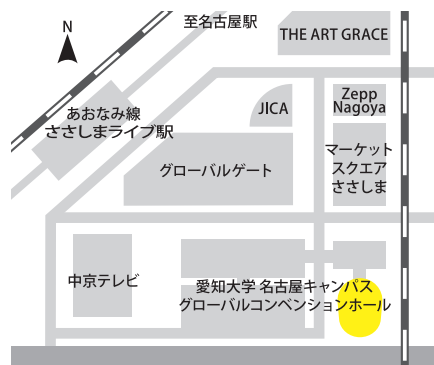 至名古屋駅
N
THE ART GRACE
あおなみ線
ささしまライブ駅
JICA
Zepp
Nagoya
グローバルゲート
マーケット
スクエア
ささしま
中京テレビ
愛知大学 名古屋キャンパス
グローバルコンベンションホール